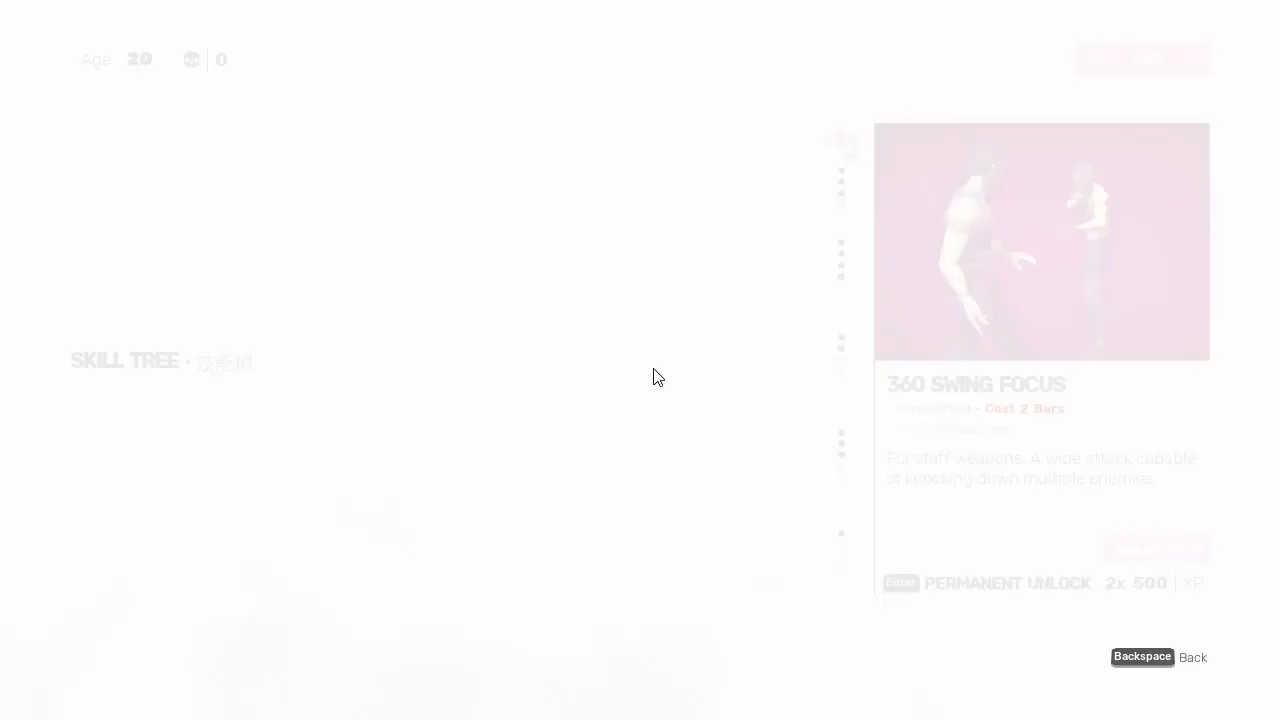 Age 20 0
SKILL TREE · 技能树
360 SWING FOCUS
- Cost 2 Bars
For staff weapons. A wide attack capable
of knocking down multiple enemies.
Enter PERMANENT UNLOCK 2x 500 XP
Backspace Back